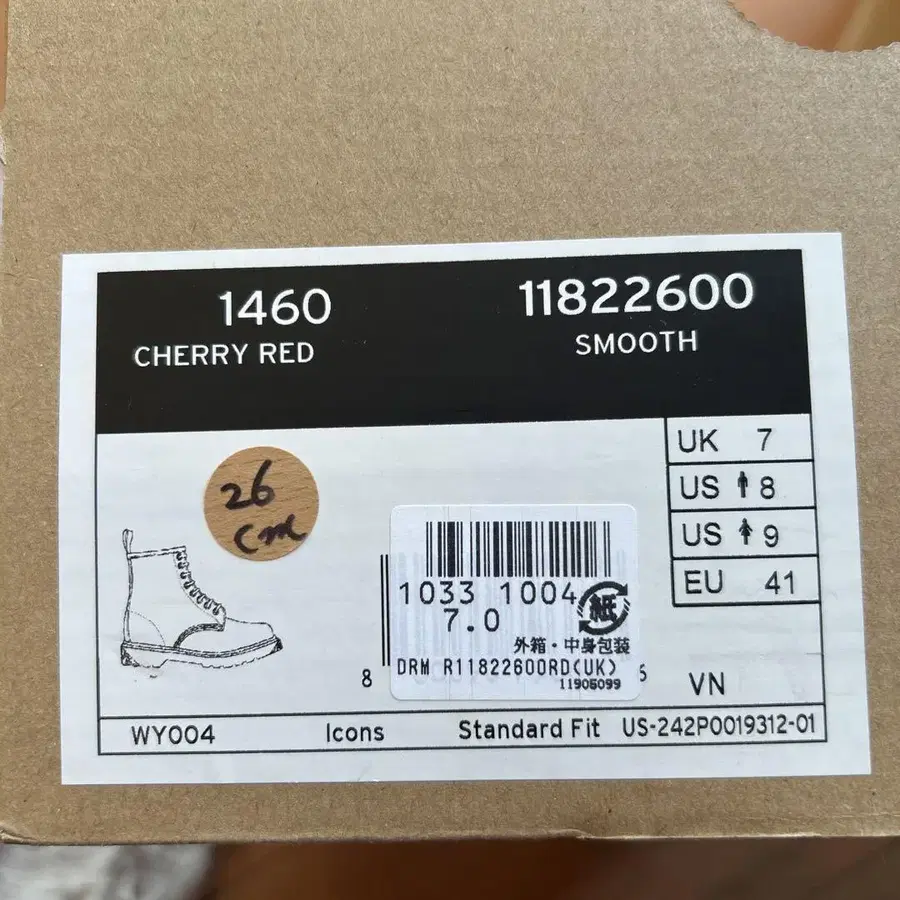 1460
11822600
CHERRY RED
SMOOTH
UK 7
US 8
US 9
EU 41
26
cm
1033 1004
7.0
紙
外箱・中身包装
DRM R11822600RD(UK)
11905099
8
6
VN
WY004
Icons
Standard Fit
US-242P0019312-01